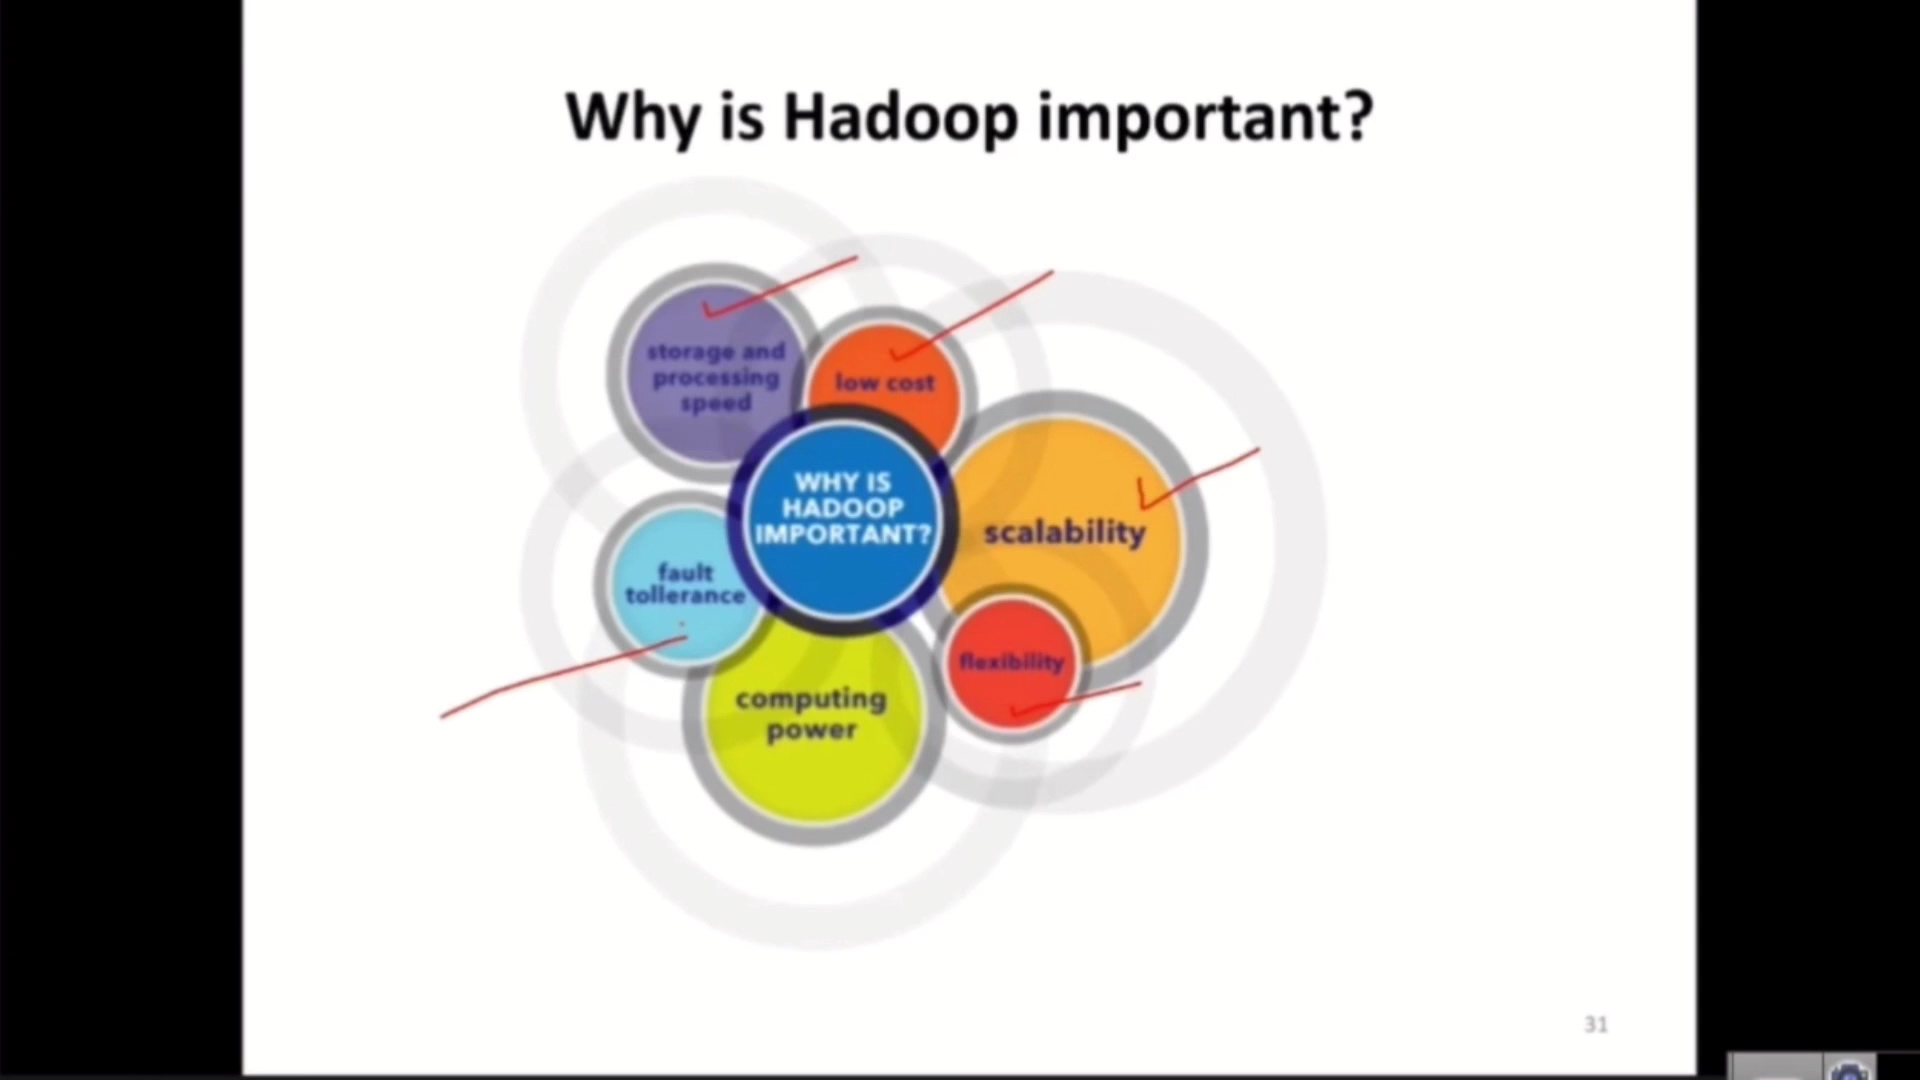 Why is Hadoop important?
storage and
processing
speed
low cost
WHY IS
HADOOP
IMPORTANT?
scalability
fault
tollerance
flexibility
computing
power
31